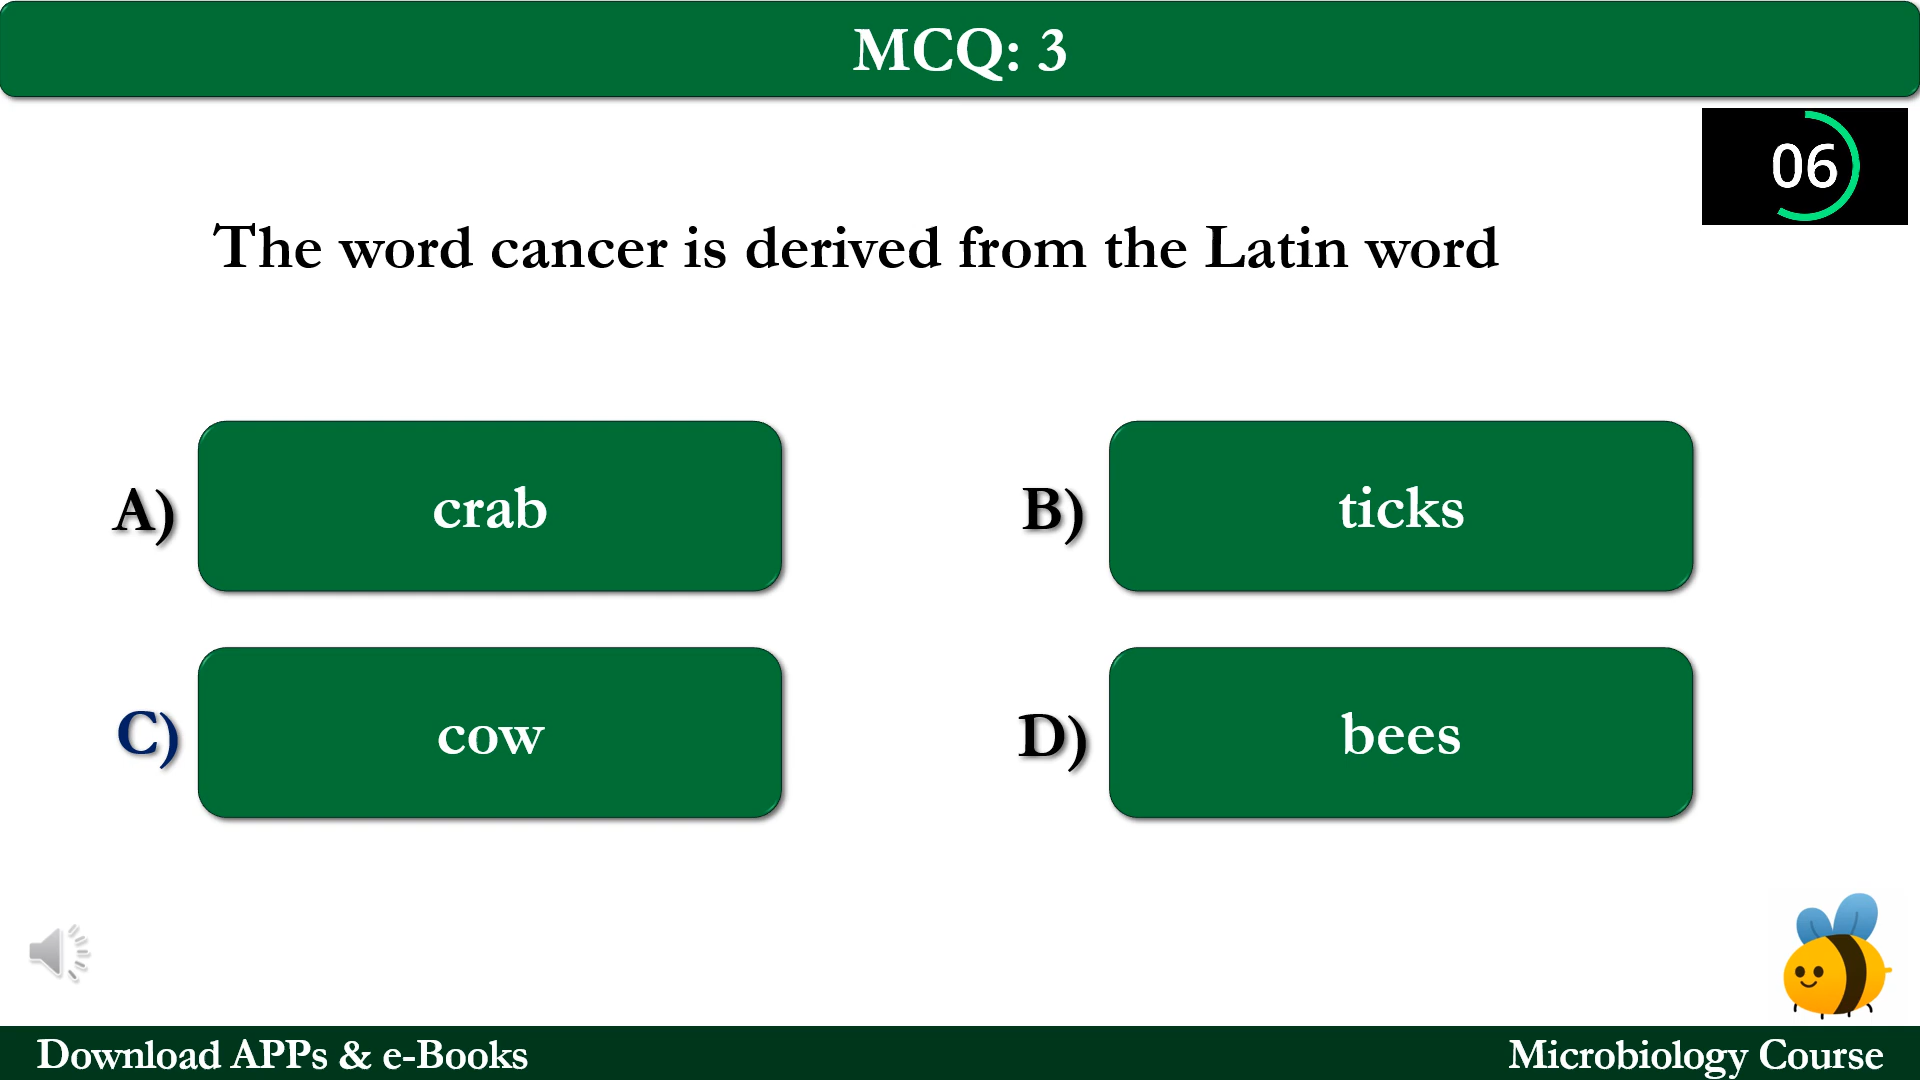 MCQ: 3
06
The word cancer is derived from the Latin word
A) crab
B) ticks
C) cow
D) bees
Download APPs & e-Books
Microbiology Course